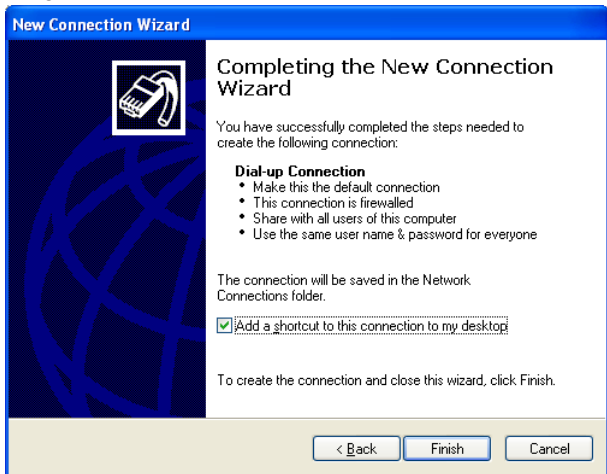 New Connection Wizard
Completing the New Connection
Wizard
You have successfully completed the steps needed to
create the following connection:
Dial-up Connection
• Make this the default connection
• This connection is firewalled
• Share with all users of this computer
• Use the same user name & password for everyone
The connection will be saved in the Network
Connections folder.
Add a shortcut to this connection to my desktop
To create the connection and close this wizard, click Finish.
< Back Finish Cancel